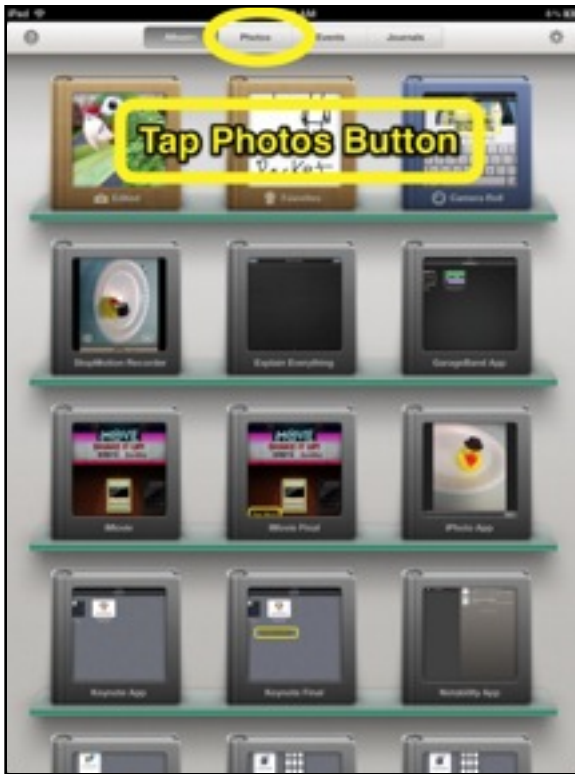 iPad
Albums Photos Events Journals
Tap Photos Button
Edited Favorites Camera Roll
StopMotion Recorder Explain Everything GarageBand App
iMovie iMovie Final iPhoto App
Keynote App Keynote Final Notability App